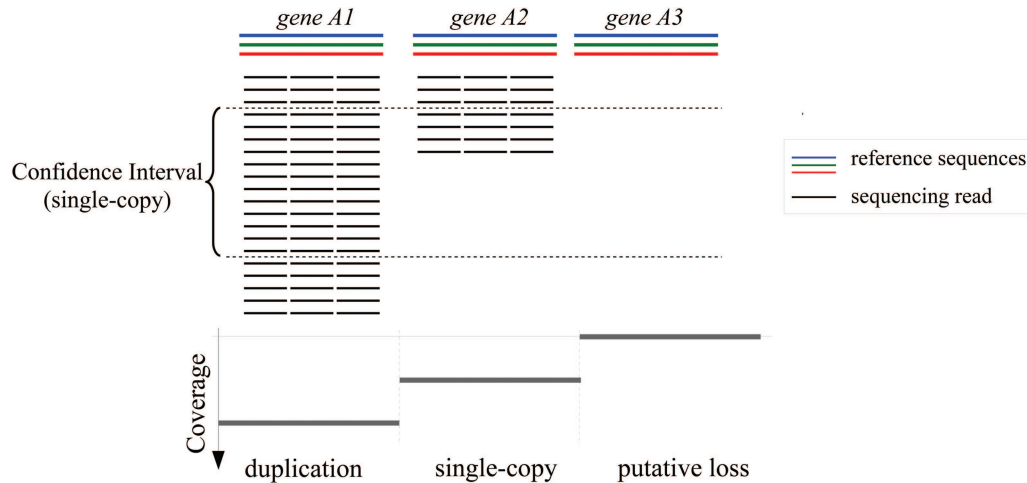 gene A1 gene A2 gene A3
Confidence Interval
(single-copy)
reference sequences
sequencing read
Coverage
duplication single-copy putative loss